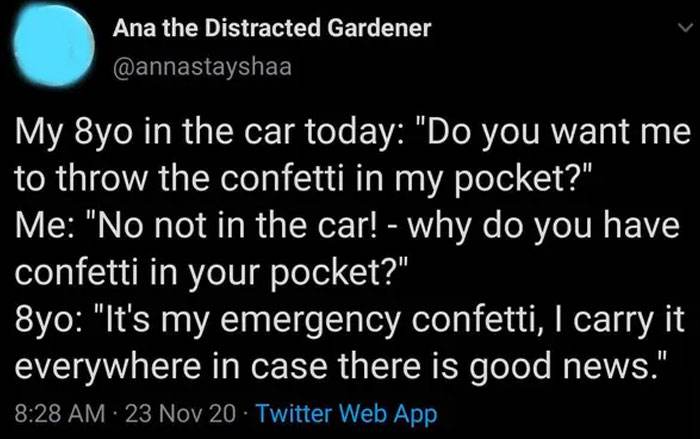 Ana the Distracted Gardener
@annastayshaa
My 8yo in the car today: "Do you want me
to throw the confetti in my pocket?"
Me: "No not in the car! - why do you have
confetti in your pocket?"
8yo: "It's my emergency confetti, I carry it
everywhere in case there is good news."
8:28 AM · 23 Nov 20 · Twitter Web App